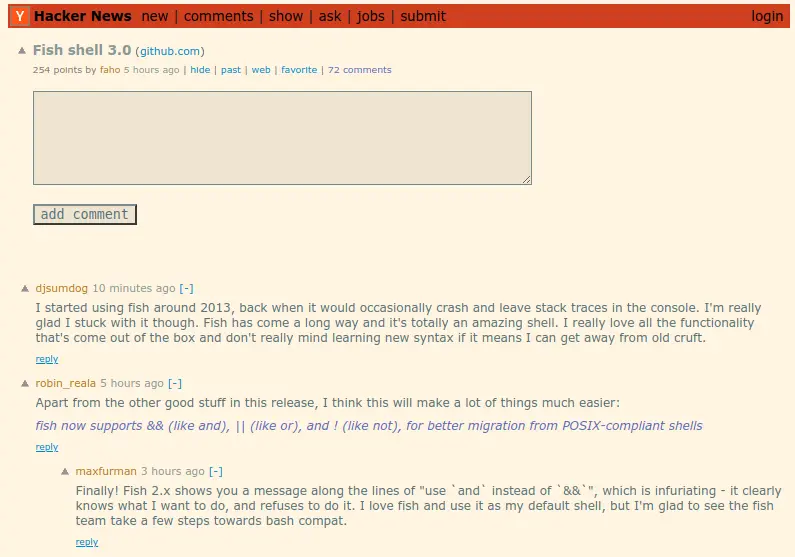 Y Hacker News new | comments | show | ask | jobs | submit login
▲ Fish shell 3.0 (github.com)
254 points by faho 5 hours ago | hide | past | web | favorite | 72 comments
add comment
▲ djsumdog 10 minutes ago [-]
I started using fish around 2013, back when it would occasionally crash and leave stack traces in the console. I'm really
glad I stuck with it though. Fish has come a long way and it's totally an amazing shell. I really love all the functionality
that's come out of the box and don't really mind learning new syntax if it means I can get away from old cruft.
reply
▲ robin_reala 5 hours ago [-]
Apart from the other good stuff in this release, I think this will make a lot of things much easier:
fish now supports && (like and), || (like or), and ! (like not), for better migration from POSIX-compliant shells
reply
▲ maxfurman 3 hours ago [-]
Finally! Fish 2.x shows you a message along the lines of "use `and` instead of `&&`", which is infuriating - it clearly
knows what I want to do, and refuses to do it. I love fish and use it as my default shell, but I'm glad to see the fish
team take a few steps towards bash compat.
reply